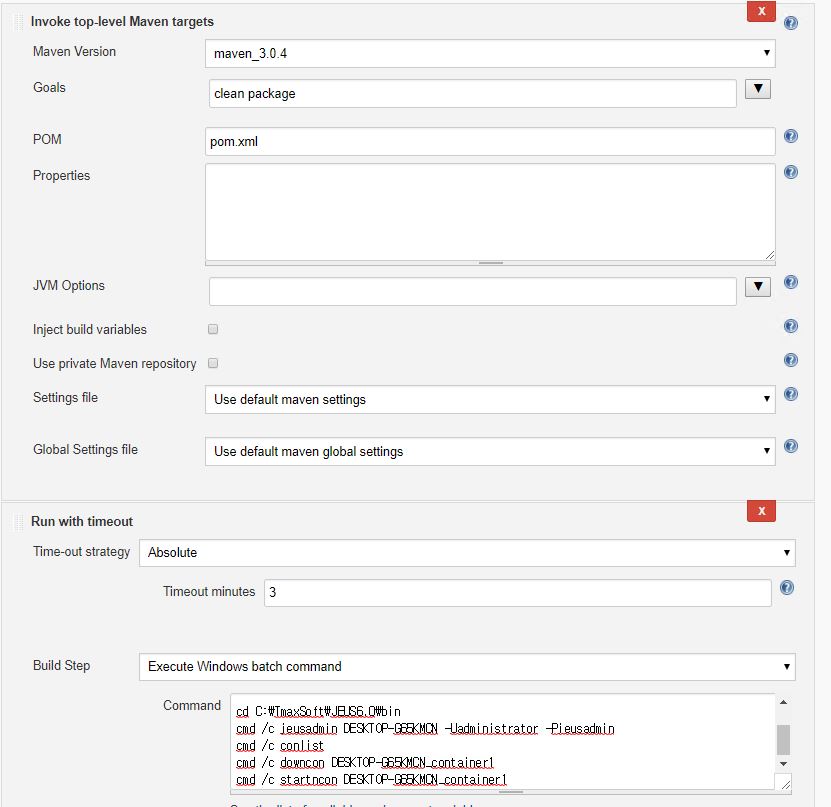 Invoke top-level Maven targets
X
Maven Version
maven_3.0.4
Goals
clean package
POM
pom.xml
Properties
JVM Options
Inject build variables
Use private Maven repository
Settings file
Use default maven settings
Global Settings file
Use default maven global settings
Run with timeout
X
Time-out strategy
Absolute
Timeout minutes
3
Build Step
Execute Windows batch command
Command
cd C:₩TmaxSoft₩JEUS6.0₩bin
cmd /c jeusadmin DESKTOP-G65KMCN -Uadministrator -Pjeusadmin
cmd /c conlist
cmd /c downcon DESKTOP-G65KMCN_container1
cmd /c startncon DESKTOP-G65KMCN_container1